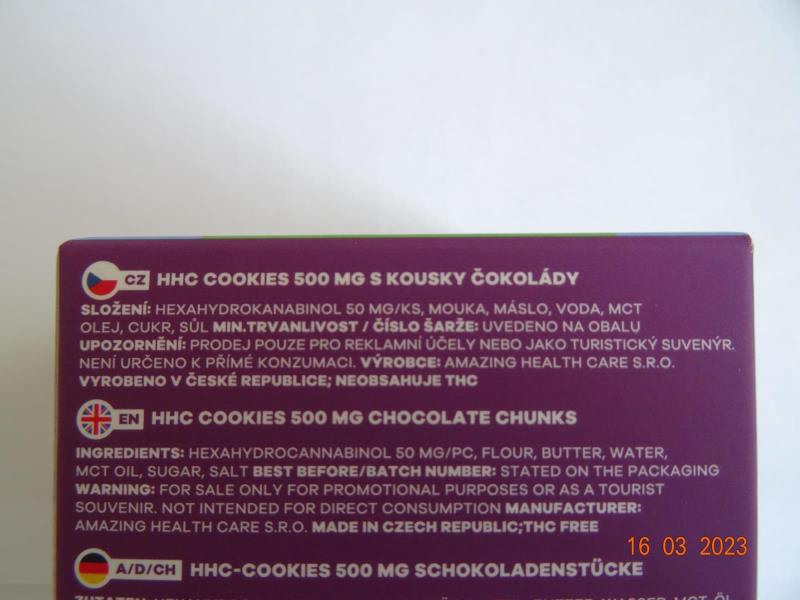 CZ HHC COOKIES 500 MG S KOUSKY ČOKOLÁDY
SLOŽENÍ: HEXAHYDROKANABINOL 50 MG/KS, MOUKA, MÁSLO, VODA, MCT
OLEJ, CUKR, SŮL MIN.TRVANLIVOST / ČÍSLO ŠARŽE: UVEDENO NA OBALU
UPOZORNĚNÍ: PRODEJ POUZE PRO REKLAMNÍ ÚČELY NEBO JAKO TURISTICKÝ SUVENÝR.
NENÍ URČENO K PŘÍMÉ KONZUMACI. VÝROBCE: AMAZING HEALTH CARE S.R.O.
VYROBENO V ČESKÉ REPUBLICE; NEOBSAHUJE THC
EN HHC COOKIES 500 MG CHOCOLATE CHUNKS
INGREDIENTS: HEXAHYDROCANNABINOL 50 MG/PC, FLOUR, BUTTER, WATER,
MCT OIL, SUGAR, SALT BEST BEFORE/BATCH NUMBER: STATED ON THE PACKAGING
WARNING: FOR SALE ONLY FOR PROMOTIONAL PURPOSES OR AS A TOURIST
SOUVENIR. NOT INTENDED FOR DIRECT CONSUMPTION MANUFACTURER:
AMAZING HEALTH CARE S.R.O. MADE IN CZECH REPUBLIC;THC FREE
16 03 2023
A/D/CH HHC-COOKIES 500 MG SCHOKOLADENSTÜCKE